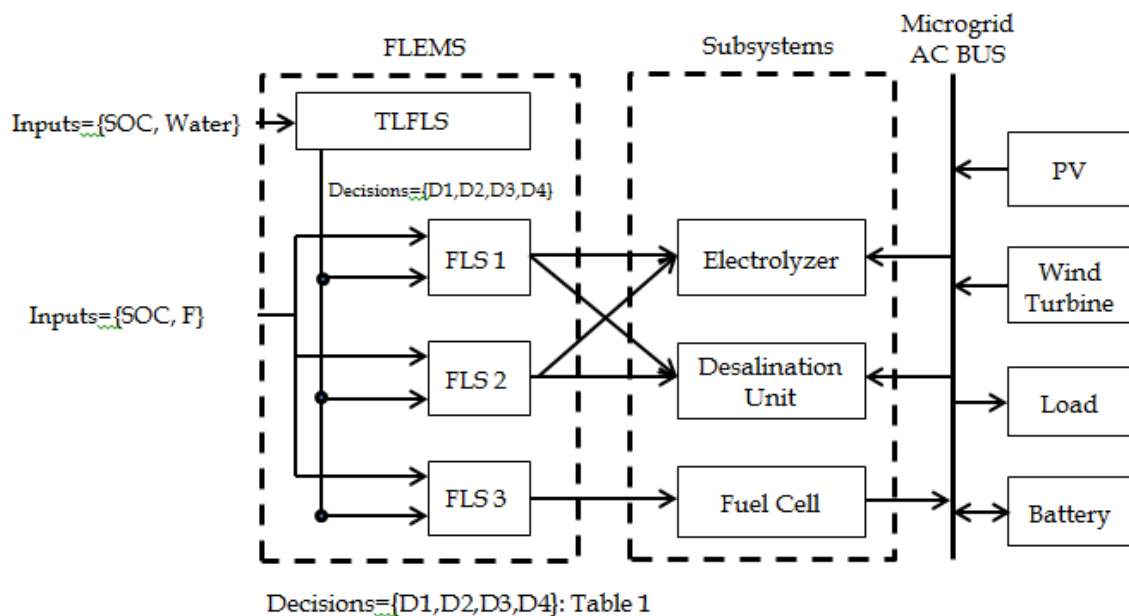 FLEMS
Subsystems
Microgrid
AC BUS
Inputs={SOC, Water}
TLFLS
PV
Decisions={D1,D2,D3,D4}
FLS 1
Electrolyzer
Wind
Turbine
Inputs={SOC, F}
FLS 2
Desalination
Unit
Load
FLS 3
Fuel Cell
Battery
Decisions={D1,D2,D3,D4}: Table 1